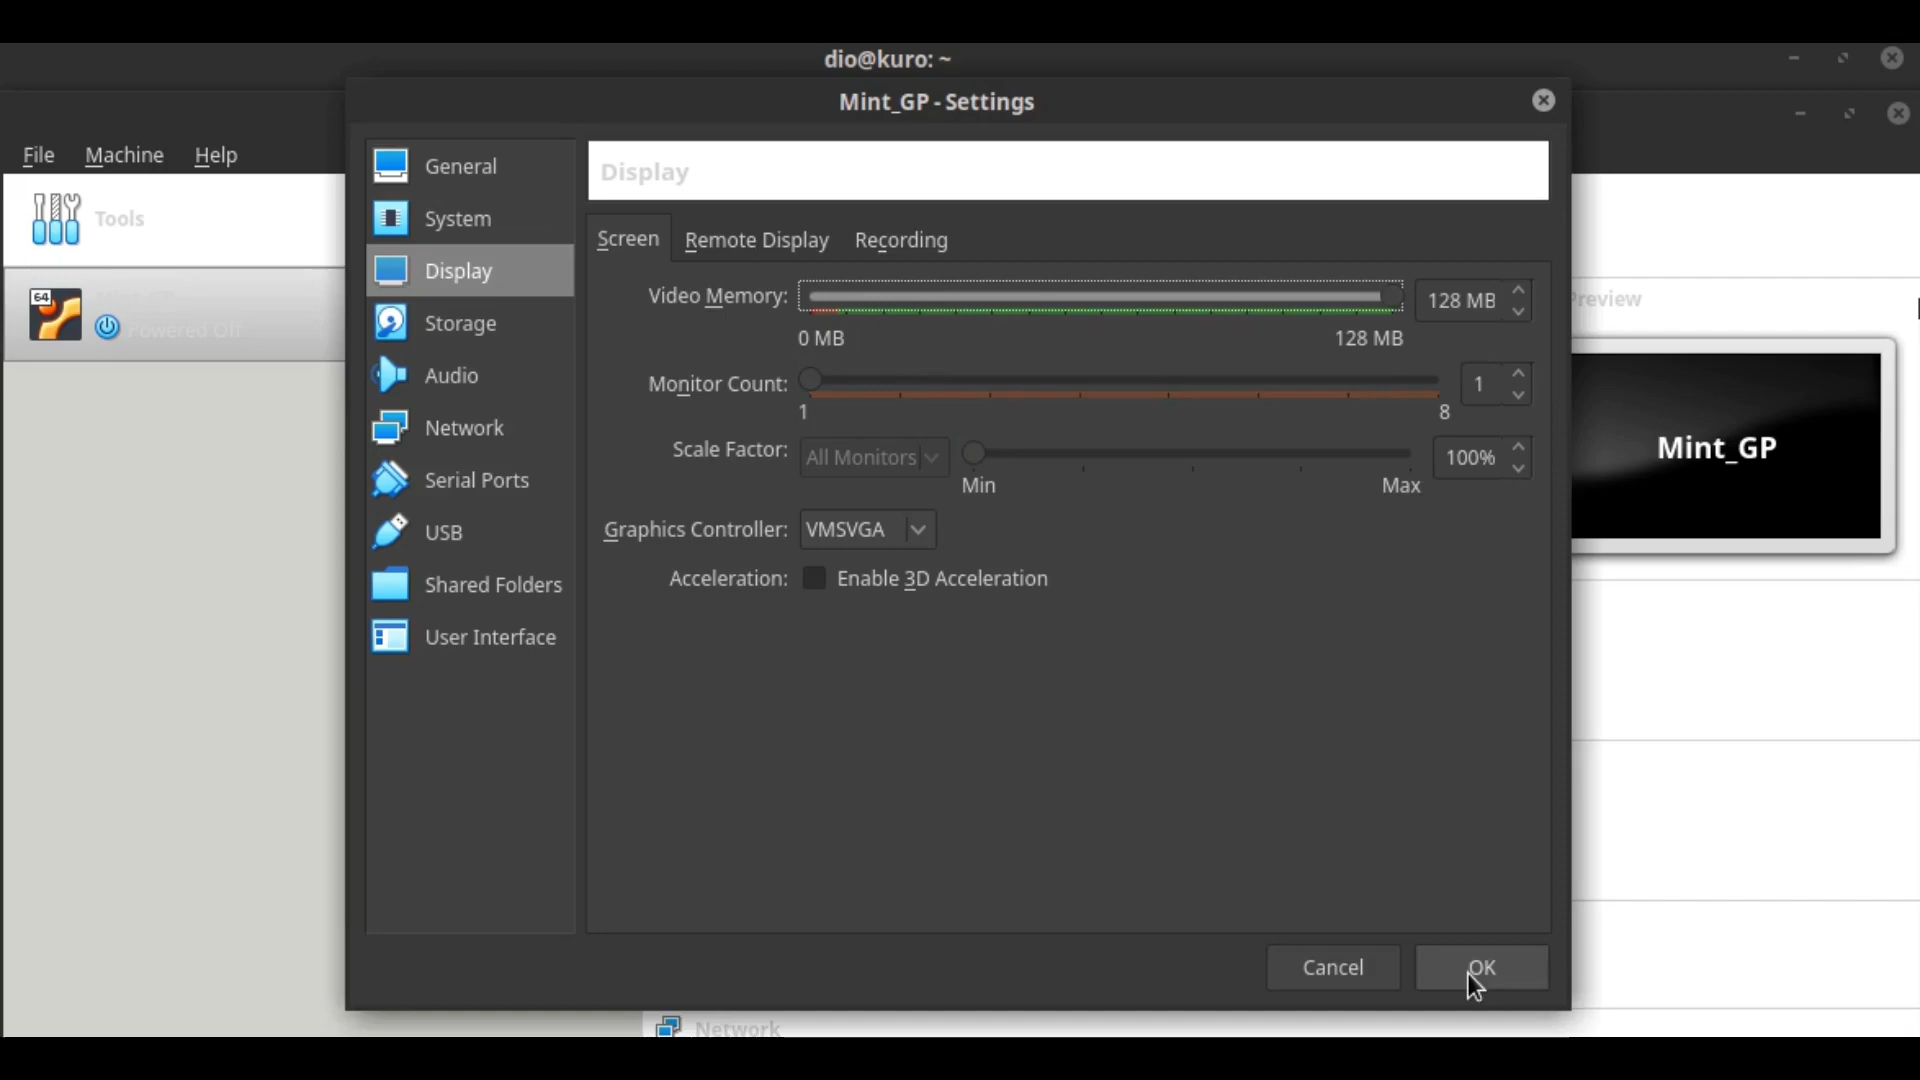 dio@kuro: ~
Mint_GP - Settings
File Machine Help
Tools
64
Powered Off
General
System
Display
Storage
Audio
Network
Serial Ports
USB
Shared Folders
User Interface
Display
Screen Remote Display Recording
Video Memory: 128 MB
0 MB 128 MB
Monitor Count: 1
1 8
Scale Factor: All Monitors 100%
Min Max
Graphics Controller: VMSVGA
Acceleration: Enable 3D Acceleration
Cancel OK
Preview
Mint_GP
Network